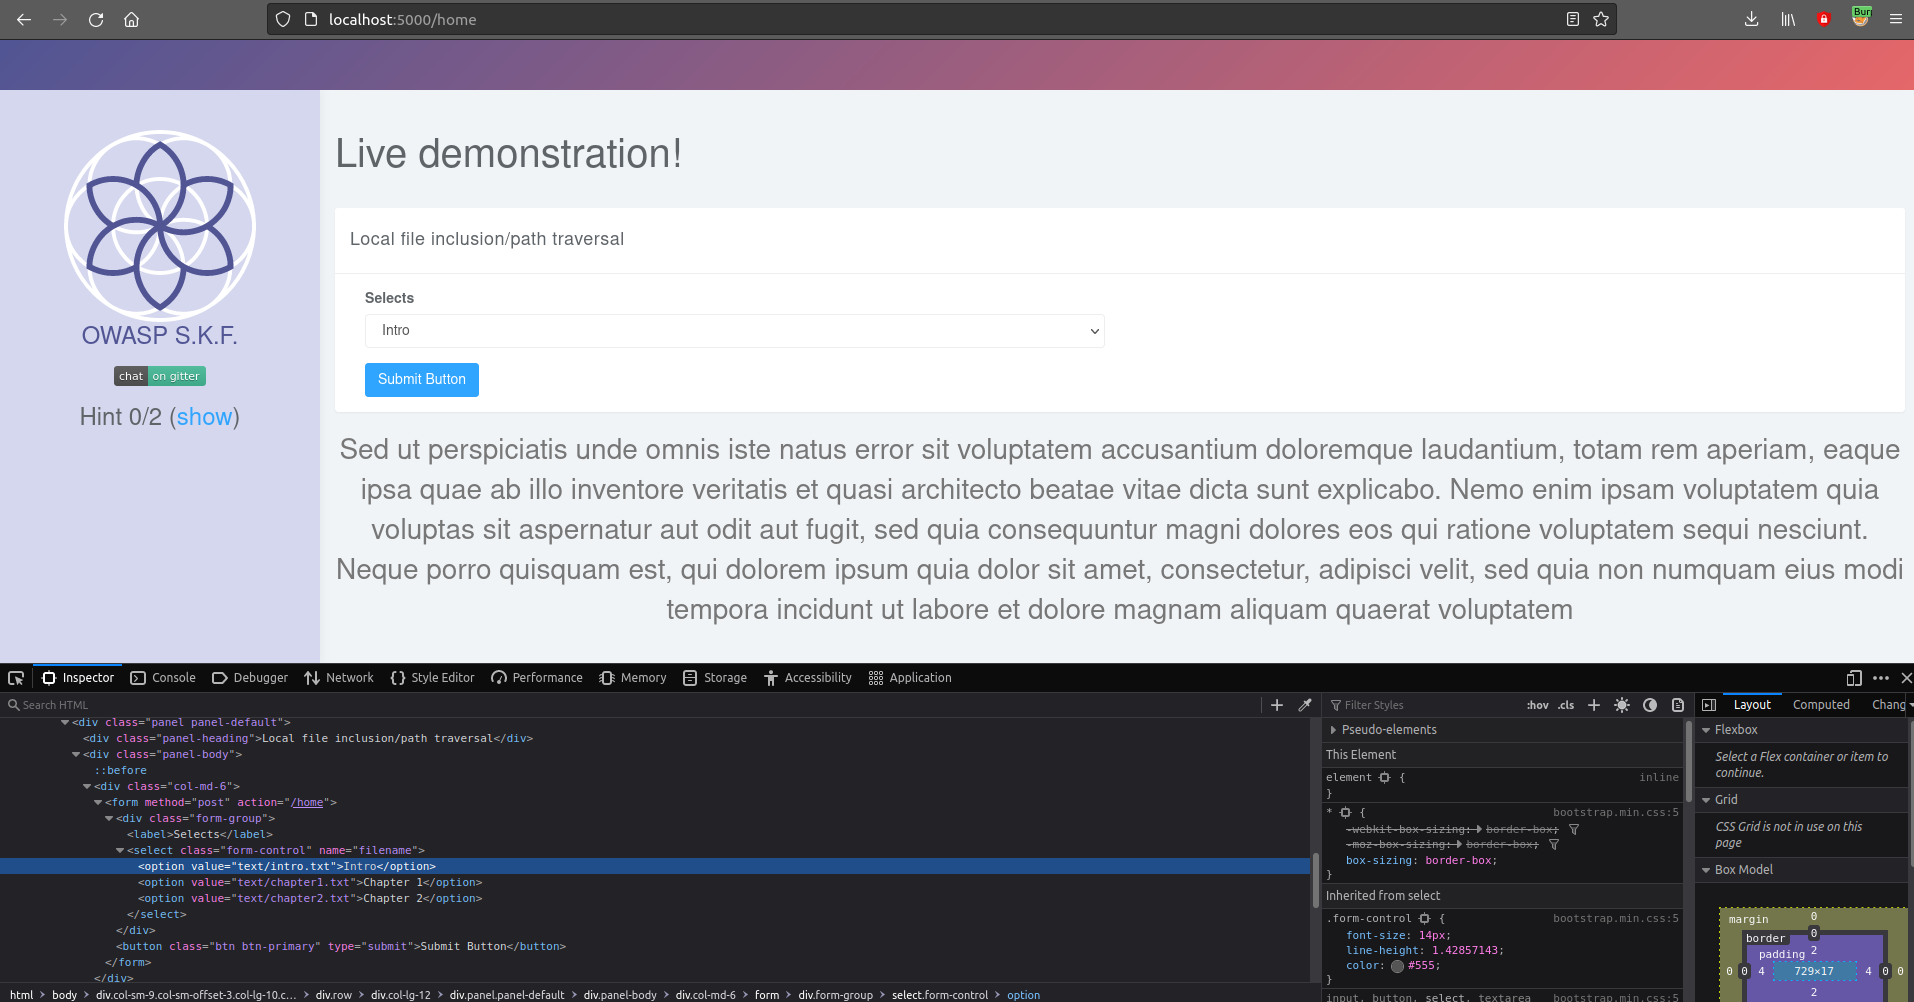 localhost:5000/home
Bur
OWASP S.K.F.
chat on gitter
Hint 0/2 (show)
Live demonstration!
Local file inclusion/path traversal
Selects
Intro
Submit Button
Sed ut perspiciatis unde omnis iste natus error sit voluptatem accusantium doloremque laudantium, totam rem aperiam, eaque
ipsa quae ab illo inventore veritatis et quasi architecto beatae vitae dicta sunt explicabo. Nemo enim ipsam voluptatem quia
voluptas sit aspernatur aut odit aut fugit, sed quia consequuntur magni dolores eos qui ratione voluptatem sequi nesciunt.
Neque porro quisquam est, qui dolorem ipsum quia dolor sit amet, consectetur, adipisci velit, sed quia non numquam eius modi
tempora incidunt ut labore et dolore magnam aliquam quaerat voluptatem
Inspector Console Debugger Network {} Style Editor Performance Memory Storage Accessibility Application
Search HTML
<div class="panel panel-default">
<div class="panel-heading">Local file inclusion/path traversal</div>
<div class="panel-body">
::before
<div class="col-md-6">
<form method="post" action="/home">
<div class="form-group">
<label>Selects</label>
<select class="form-control" name="filename">
<option value="text/intro.txt">Intro</option>
<option value="text/chapter1.txt">Chapter 1</option>
<option value="text/chapter2.txt">Chapter 2</option>
</select>
</div>
<button class="btn btn-primary" type="submit">Submit Button</button>
</form>
</div>
html > body > div.col-sm-9.col-sm-offset-3.col-lg-10.c... > div.row > div.col-lg-12 > div.panel.panel-default > div.panel-body > div.col-md-6 > form > div.form-group > select.form-control > option
Filter Styles :hov .cls +
Pseudo-elements
This Element
element { inline
}
* { bootstrap.min.css:5
-webkit-box-sizing: border-box;
-moz-box-sizing: border-box;
box-sizing: border-box;
}
Inherited from select
.form-control { bootstrap.min.css:5
font-size: 14px;
line-height: 1.42857143;
color: #555;
}
input, button, select, textarea bootstrap.min.css:5
Layout Computed Chang
Flexbox
Select a Flex container or item to
continue.
Grid
CSS Grid is not in use on this
page
Box Model
margin 0
border 0
padding 2
0 0 4 729×17 4 0 0
2